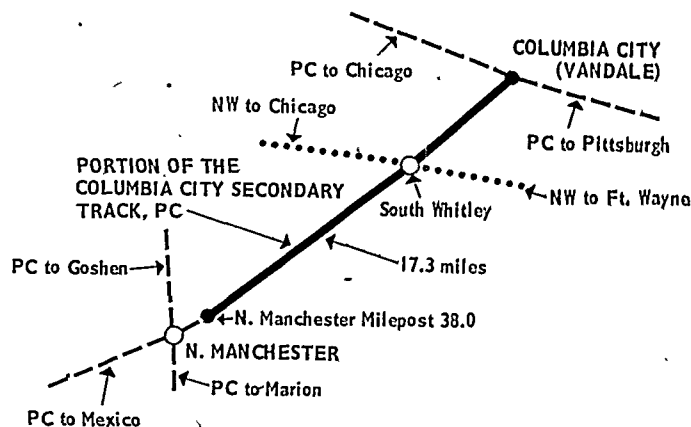 COLUMBIA CITY
(VANDALE)
PC to Chicago
NW to Chicago
PC to Pittsburgh
PORTION OF THE
COLUMBIA CITY SECONDARY
TRACK, PC
South Whitley
NW to Ft. Wayne
PC to Goshen
17.3 miles
N. Manchester Milepost 38.0
N. MANCHESTER
PC to Marion
PC to Mexico